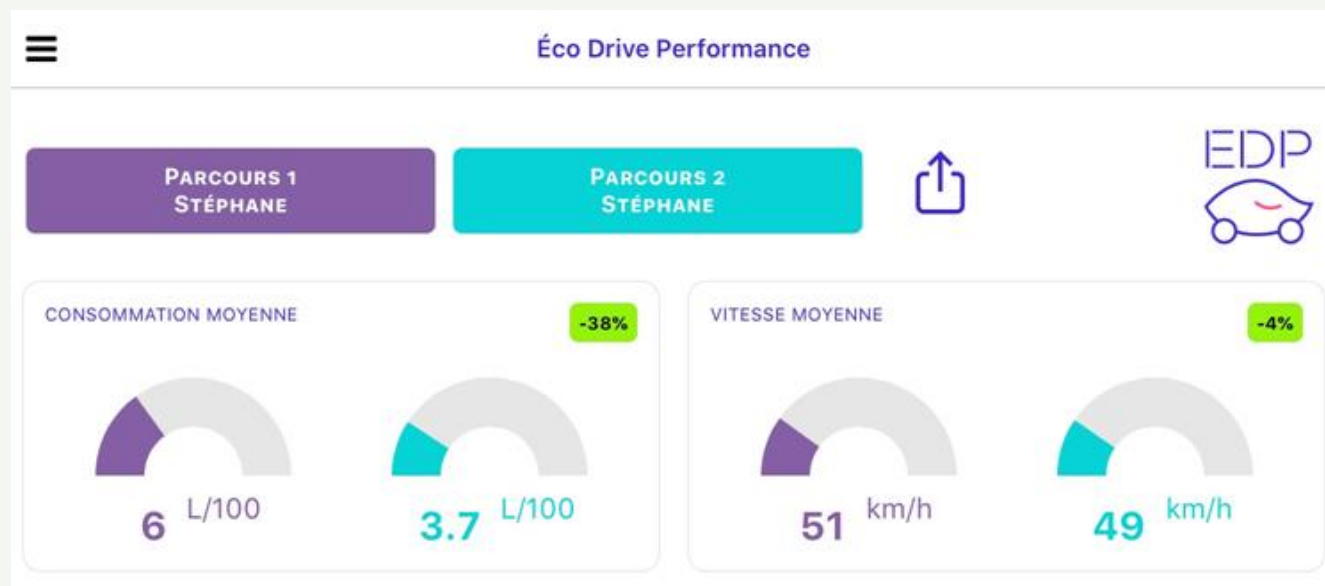 Éco Drive Performance
EDP
PARCOURS 1
STÉPHANE
PARCOURS 2
STÉPHANE
CONSOMMATION MOYENNE
-38%
6 L/100
3.7 L/100
VITESSE MOYENNE
-4%
51 km/h
49 km/h